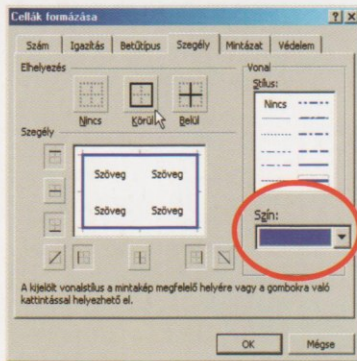 Cellák formázása
Szám Igazítás Betűtípus Szegély Mintázat Védelem
Elhelyezés
Nincs Körül Belül
Szegély
Szöveg Szöveg
Szöveg Szöveg
Vonal
Stílus:
Nincs
Szín:
A kijelölt vonalstílus a mintakép megfelelő helyére vagy a gombokra való
kattintással helyezhető el.
OK Mégse